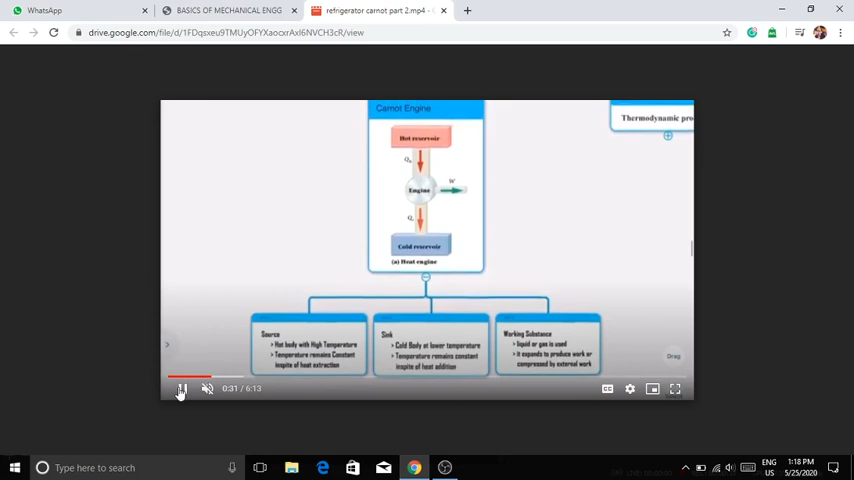 WhatsApp
BASICS OF MECHANICAL ENGG
refrigerator carnot part 2.mp4 -
drive.google.com/file/d/1FDqsxeu9TMUyOFYXaocxrAxl6NVCH3cR/view
Carnot Engine
Thermodynamic pro
Hot reservoir
Engine
W
Cold reservoir
(a) Heat engine
Source
> Hot body with High Temperature
> Temperature remains Constant
inspite of heat extraction
Sink
> Cold Body at lower temperature
> Temperature remains constant
inspite of heat addition
Working Substance
> liquid or gas is used
> it expands to produce work or
compressed by external work
Drag
0:31 / 6:13
CC
Type here to search
ENG
US
1:18 PM
5/25/2020